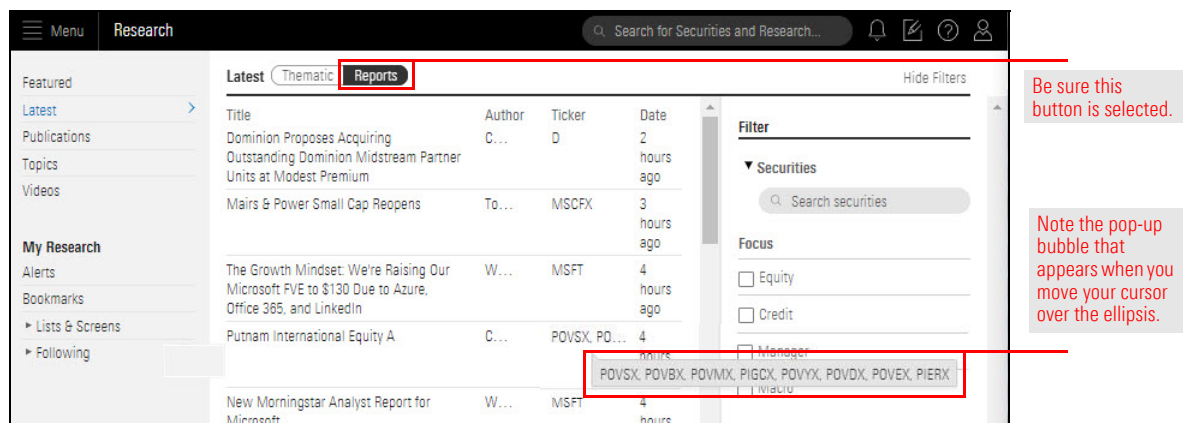 Menu
Research
Search for Securities and Research...
Featured
Latest
Publications
Topics
Videos
My Research
Alerts
Bookmarks
Lists & Screens
Following
Latest
Thematic
Reports
Hide Filters
Title Author Ticker Date
Dominion Proposes Acquiring C... D 2
Outstanding Dominion Midstream Partner hours
Units at Modest Premium ago
Mairs & Power Small Cap Reopens To... MSCFX 3
hours
ago
The Growth Mindset: We're Raising Our W... MSFT 4
Microsoft FVE to $130 Due to Azure, hours
Office 365, and LinkedIn ago
Putnam International Equity A C... POVSX, PO... 4
hours
POVSX, POVBX, POVMX, PIGCX, POVYX, POVDX, POVEX, PIERX
New Morningstar Analyst Report for W... MSFT 4
Microsoft hours
Filter
Securities
Search securities
Focus
Equity
Credit
Manager
Macro
Be sure this
button is selected.
Note the pop-up
bubble that
appears when you
move your cursor
over the ellipsis.